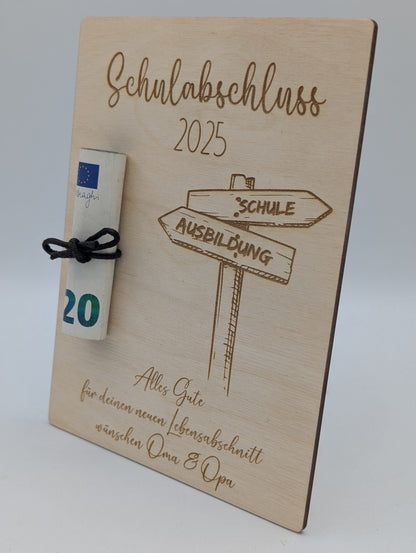 Schulabschluss
2025
SCHULE
AUSBILDUNG
20
Alles Gute
für deinen neuen Lebensabschnitt
wünschen Oma & Opa